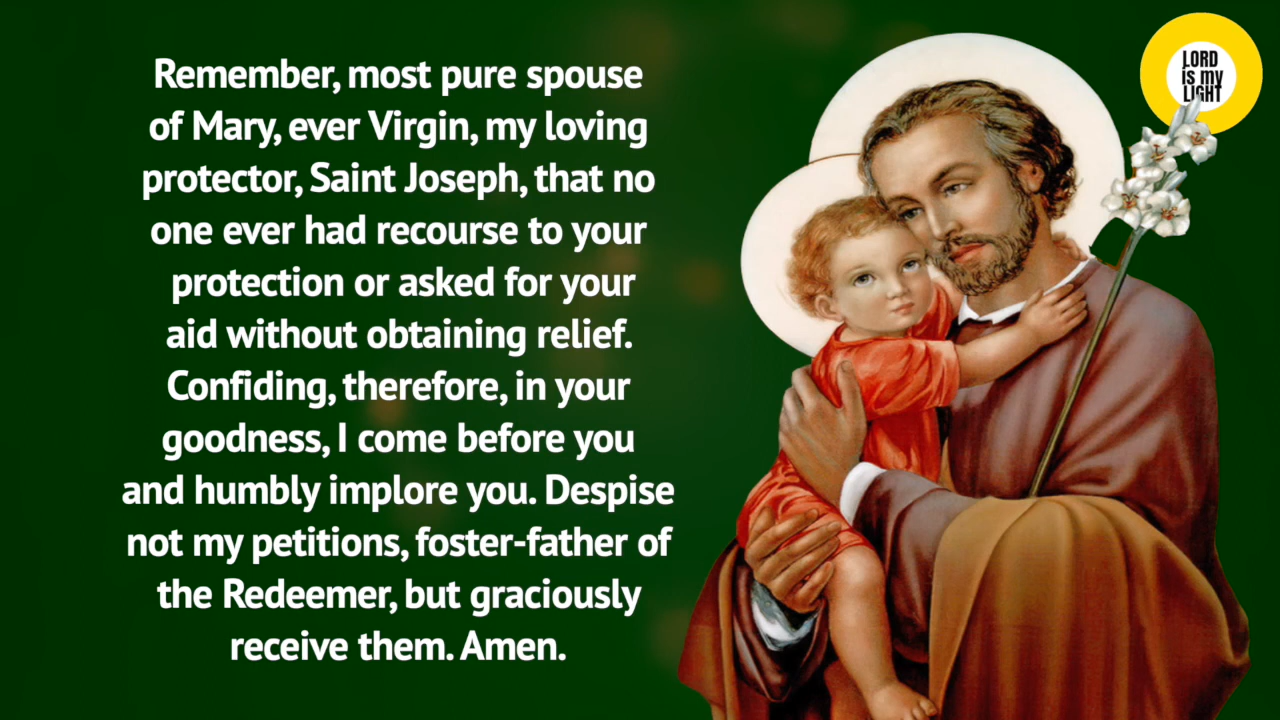 Remember, most pure spouse
of Mary, ever Virgin, my loving
protector, Saint Joseph, that no
one ever had recourse to your
protection or asked for your
aid without obtaining relief.
Confiding, therefore, in your
goodness, I come before you
and humbly implore you. Despise
not my petitions, foster-father of
the Redeemer, but graciously
receive them. Amen.
LORD
is my
LIGHT